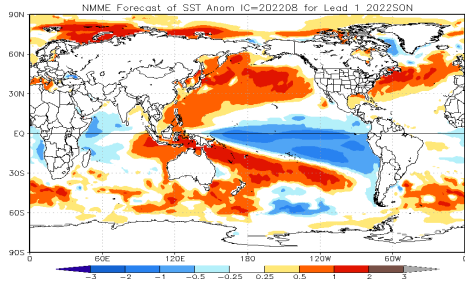 NMME Forecast of SST Anom IC=202208 for Lead 1 2022SON
90N
60N
30N
EQ
30S
60S
90S
0 60E 120E 180 120W 60W 0
-3 -2 -1 -0.5 -0.25 0.25 0.5 1 2 3